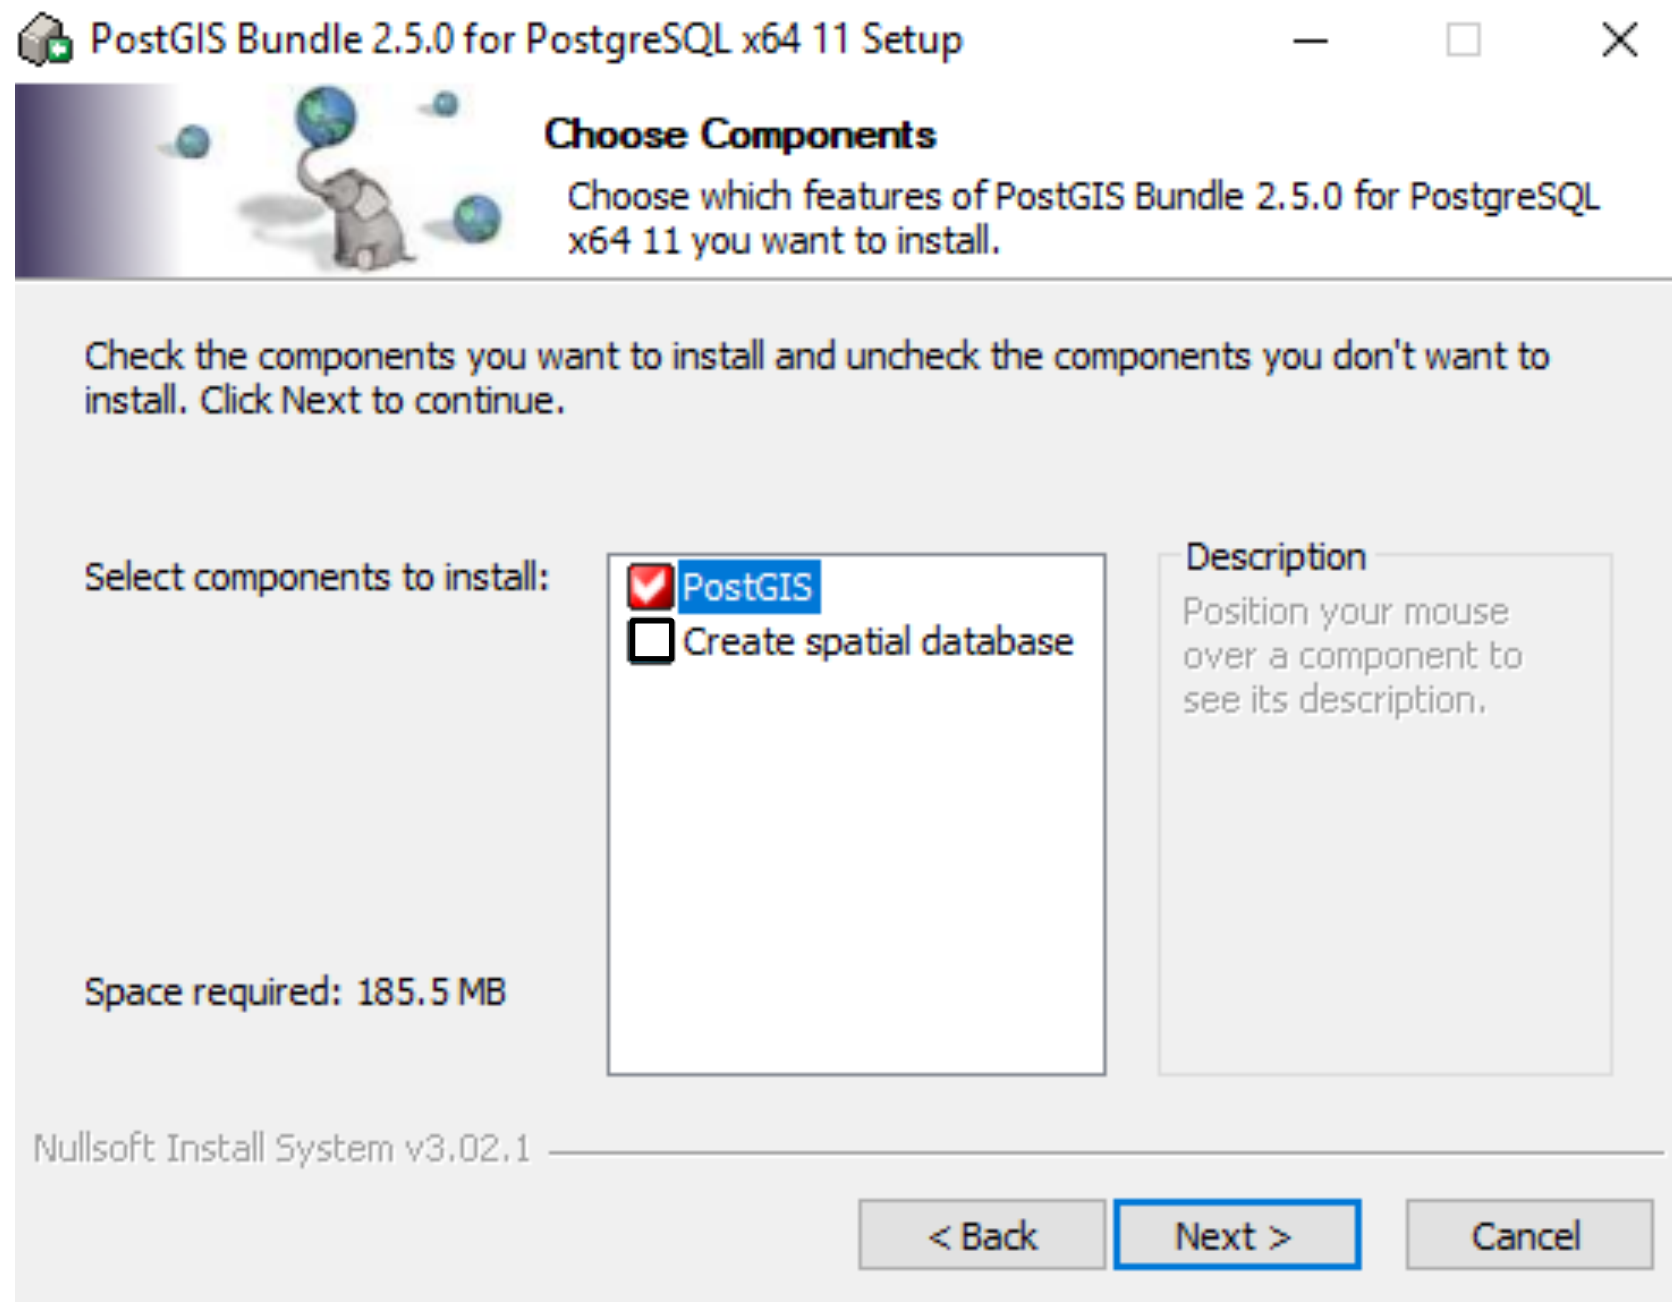 PostGIS Bundle 2.5.0 for PostgreSQL x64 11 Setup
Choose Components
Choose which features of PostGIS Bundle 2.5.0 for PostgreSQL
x64 11 you want to install.
Check the components you want to install and uncheck the components you don't want to
install. Click Next to continue.
Select components to install:
PostGIS
Create spatial database
Description
Position your mouse
over a component to
see its description.
Space required: 185.5 MB
Nullsoft Install System v3.02.1
< Back
Next >
Cancel